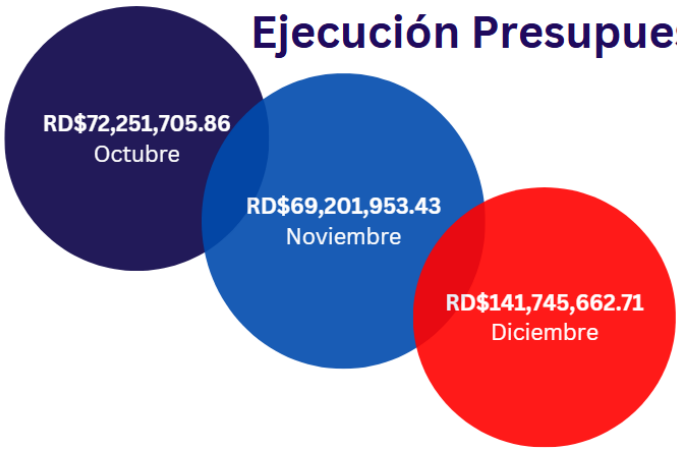 Ejecución Presupues
RD$72,251,705.86
Octubre
RD$69,201,953.43
Noviembre
RD$141,745,662.71
Diciembre